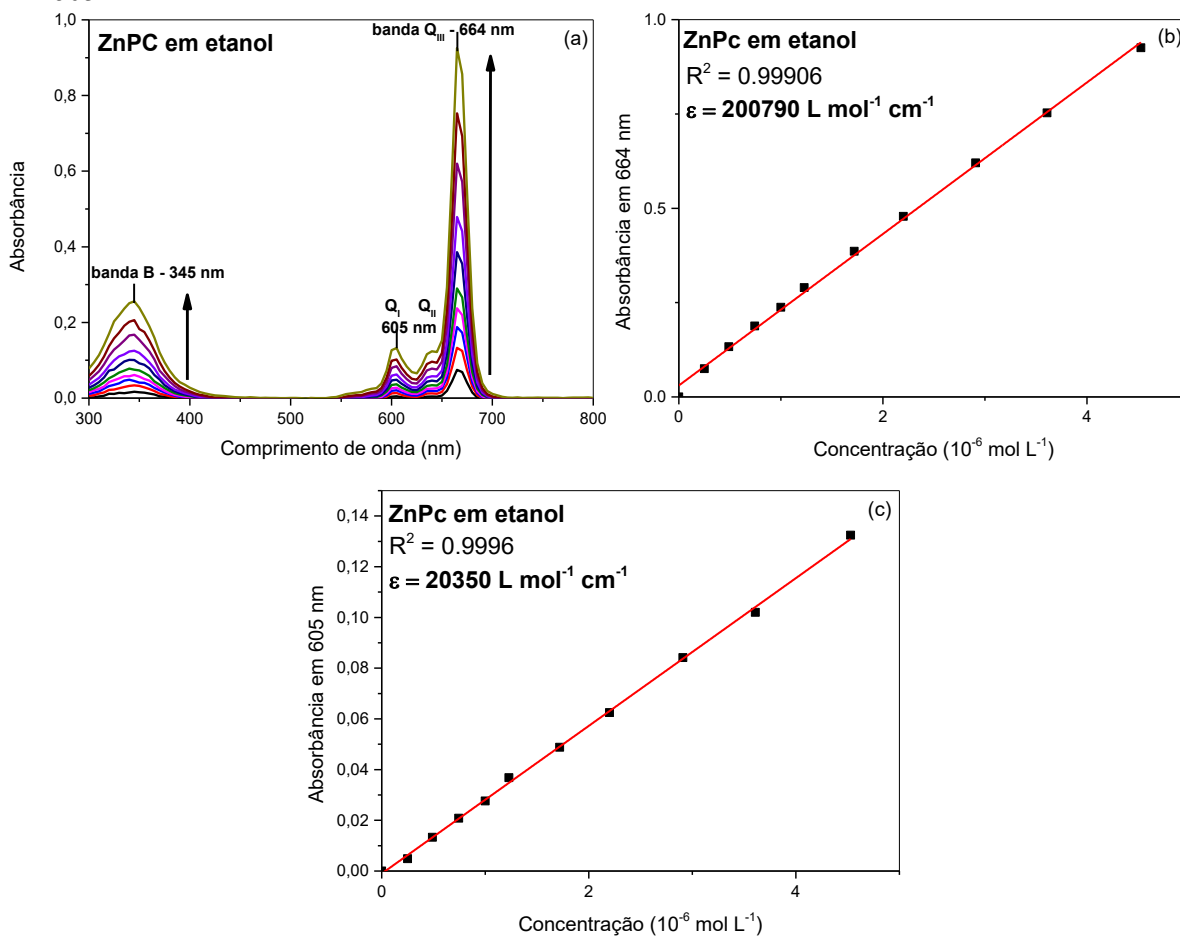 ZnPC em etanol
(a)
banda Q_III - 664 nm
banda B - 345 nm
Q_I
Q_II
605 nm
1,0
0,8
0,6
0,4
0,2
0,0
300 400 500 600 700 800
Absorbância
Comprimento de onda (nm)
ZnPc em etanol
(b)
R² = 0.99906
ε = 200790 L mol⁻¹ cm⁻¹
1.0
0.5
0.0
0 2 4
Absorbância em 664 nm
Concentração (10⁻⁶ mol L⁻¹)
ZnPc em etanol
(c)
R² = 0.9996
ε = 20350 L mol⁻¹ cm⁻¹
0,14
0,12
0,10
0,08
0,06
0,04
0,02
0,00
0 2 4
Absorbância em 605 nm
Concentração (10⁻⁶ mol L⁻¹)